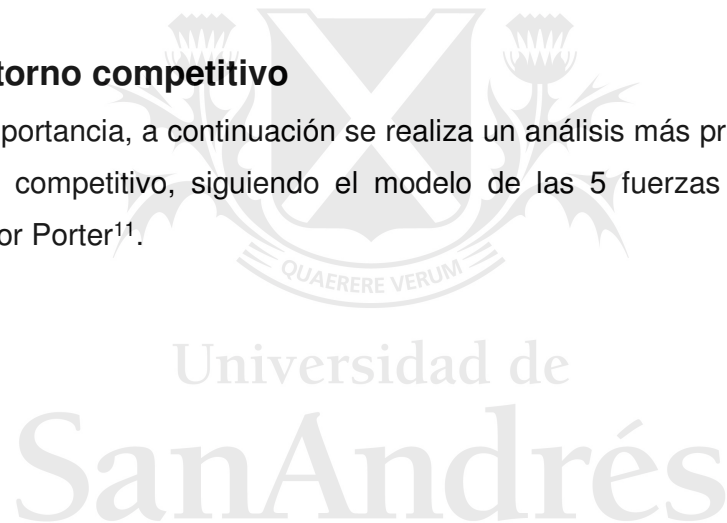 torno competitivo
portancia, a continuación se realiza un análisis más pr
competitivo, siguiendo el modelo de las 5 fuerzas
or Porter¹¹.
QUAERERE VERUM
Universidad de
SanAndrés